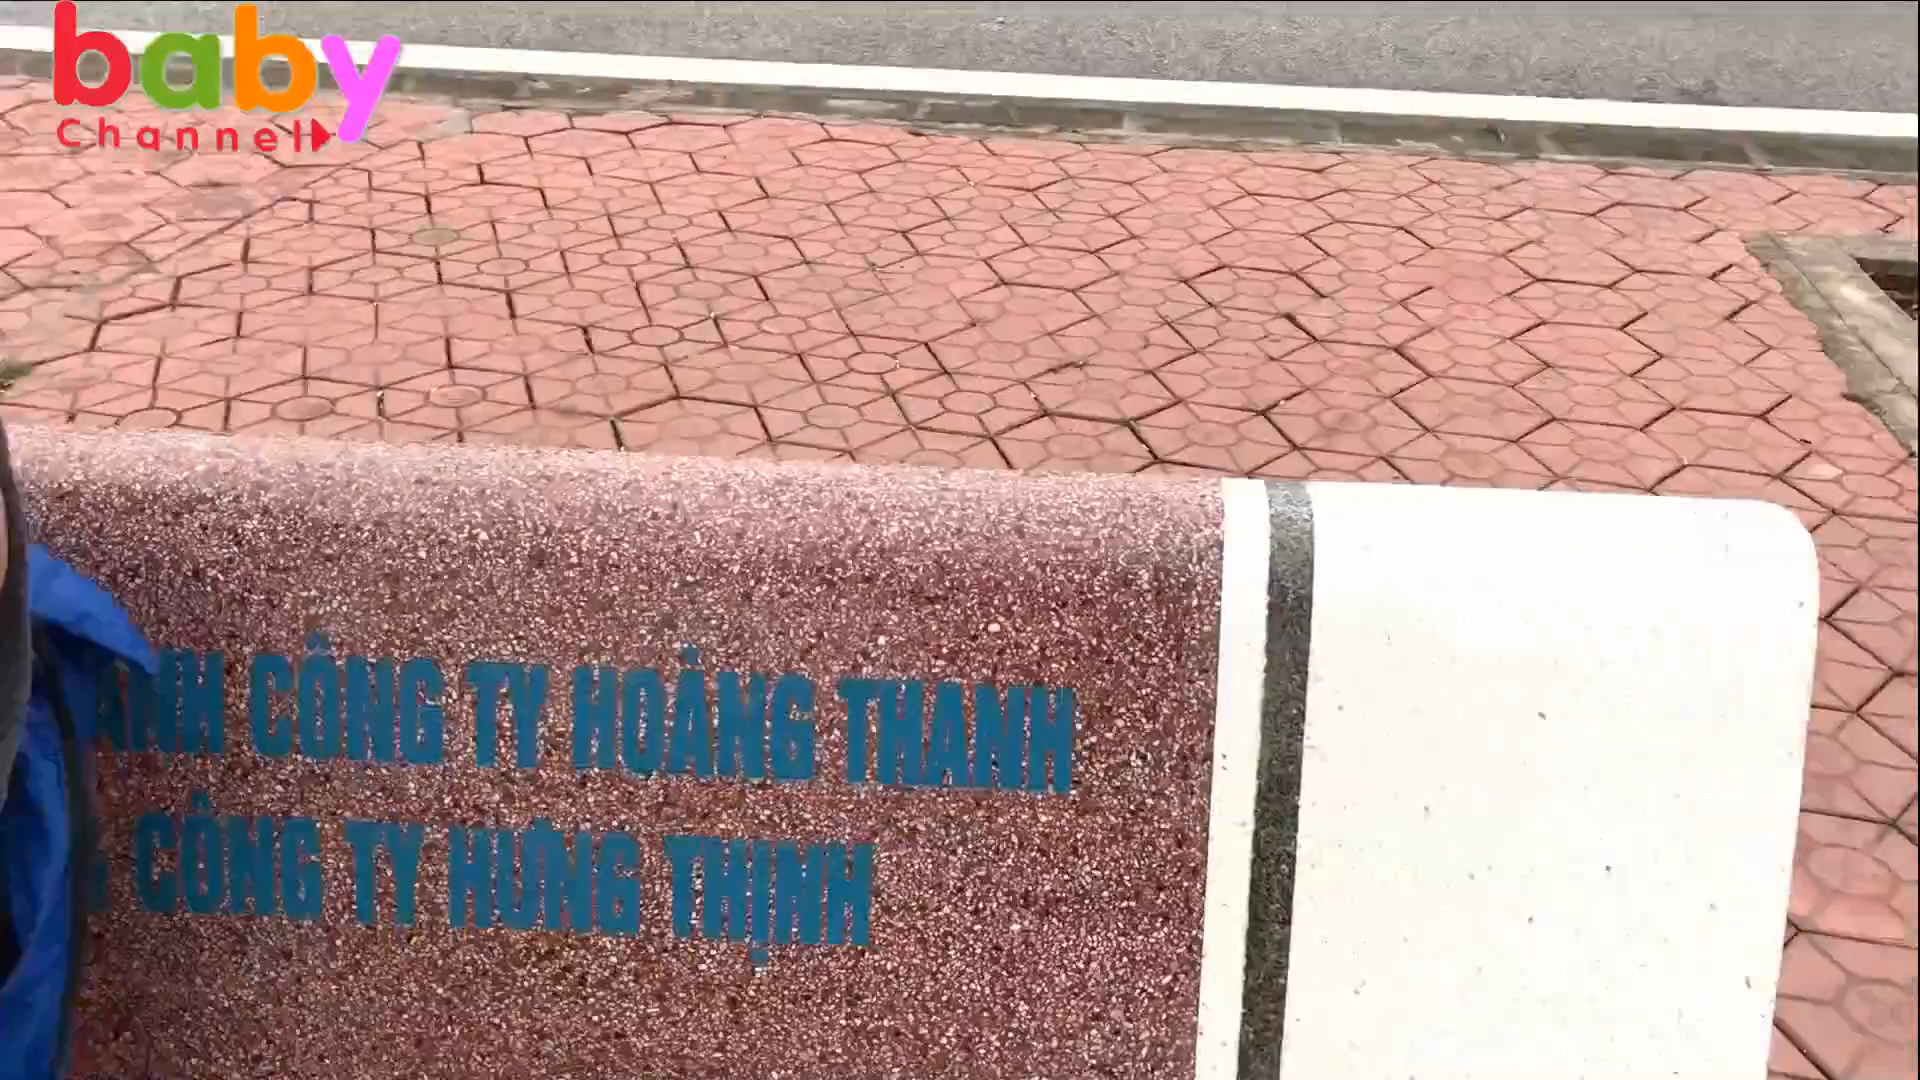 baby
Channel
CÔNG TY HOÀNG THANH
CÔNG TY HƯNG THỊNH